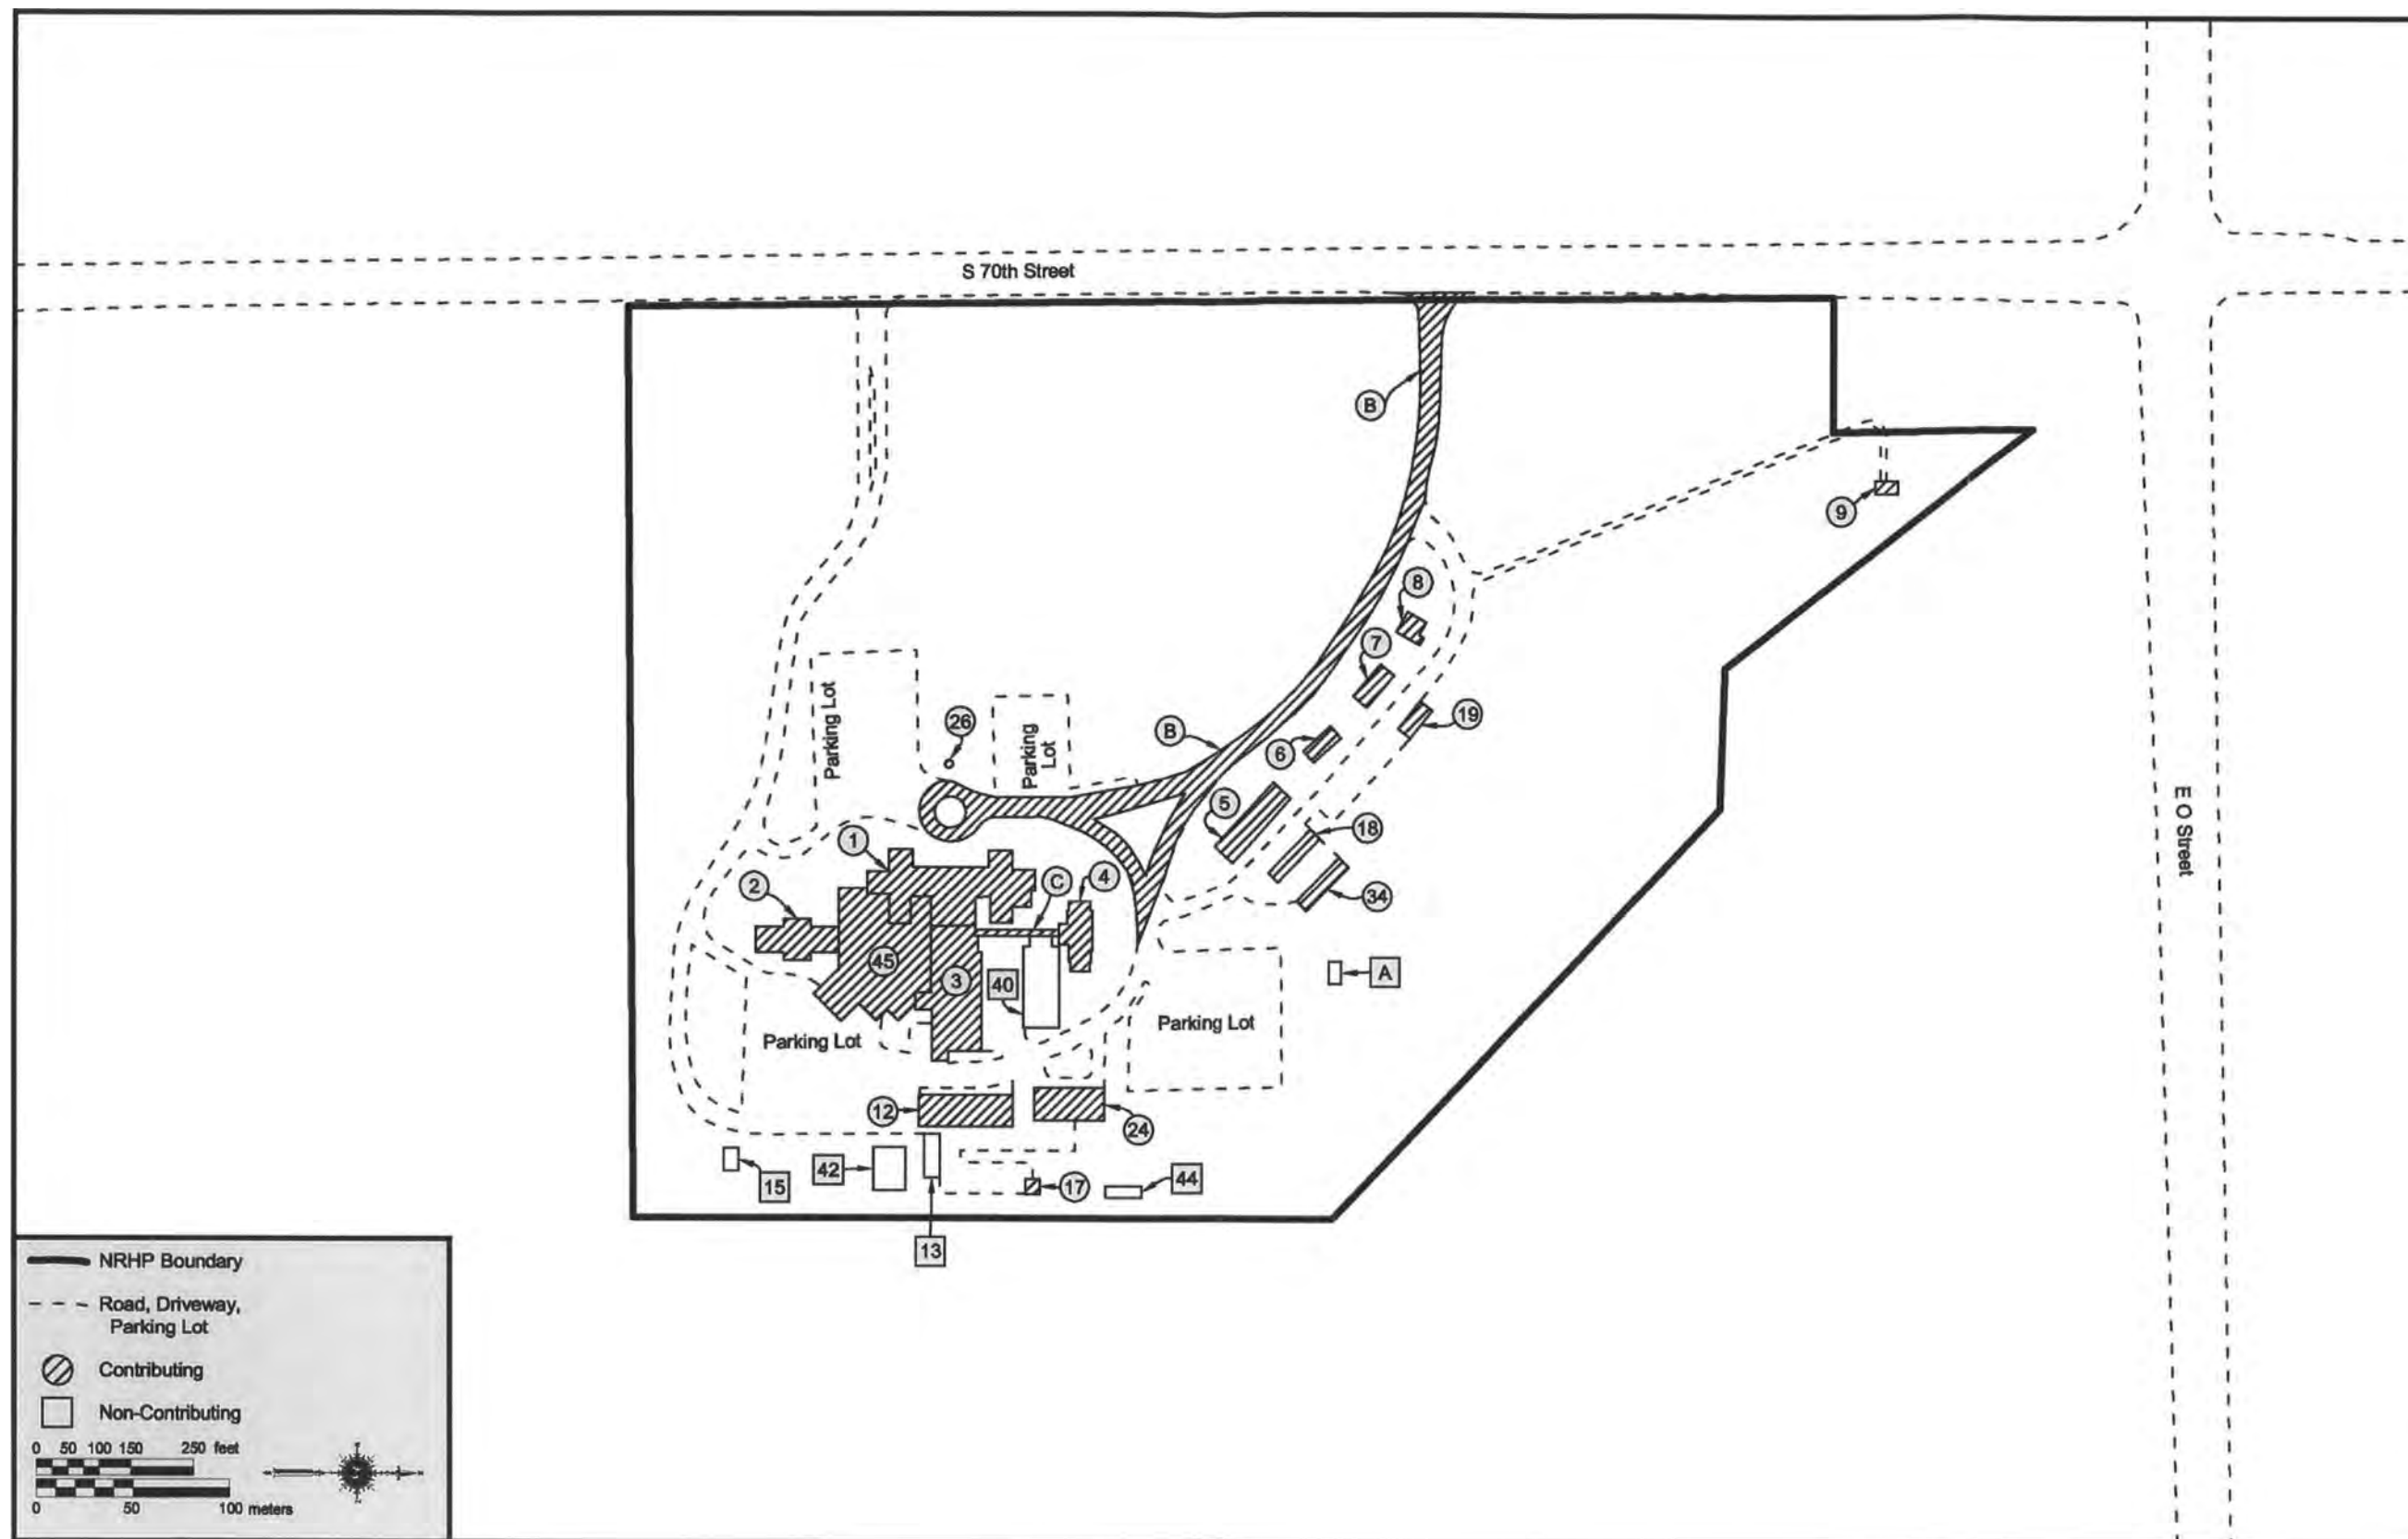 S 70th Street
B
9
8
7
19
26
B
6
Parking Lot
Parking
Lot
5
18
1
34
2
C
4
45
3
40
A
E O Street
Parking Lot
Parking Lot
12
24
15
42
17
44
13
NRHP Boundary
Road, Driveway,
Parking Lot
Contributing
Non-Contributing
0 50 100 150 250 feet
0 50 100 meters